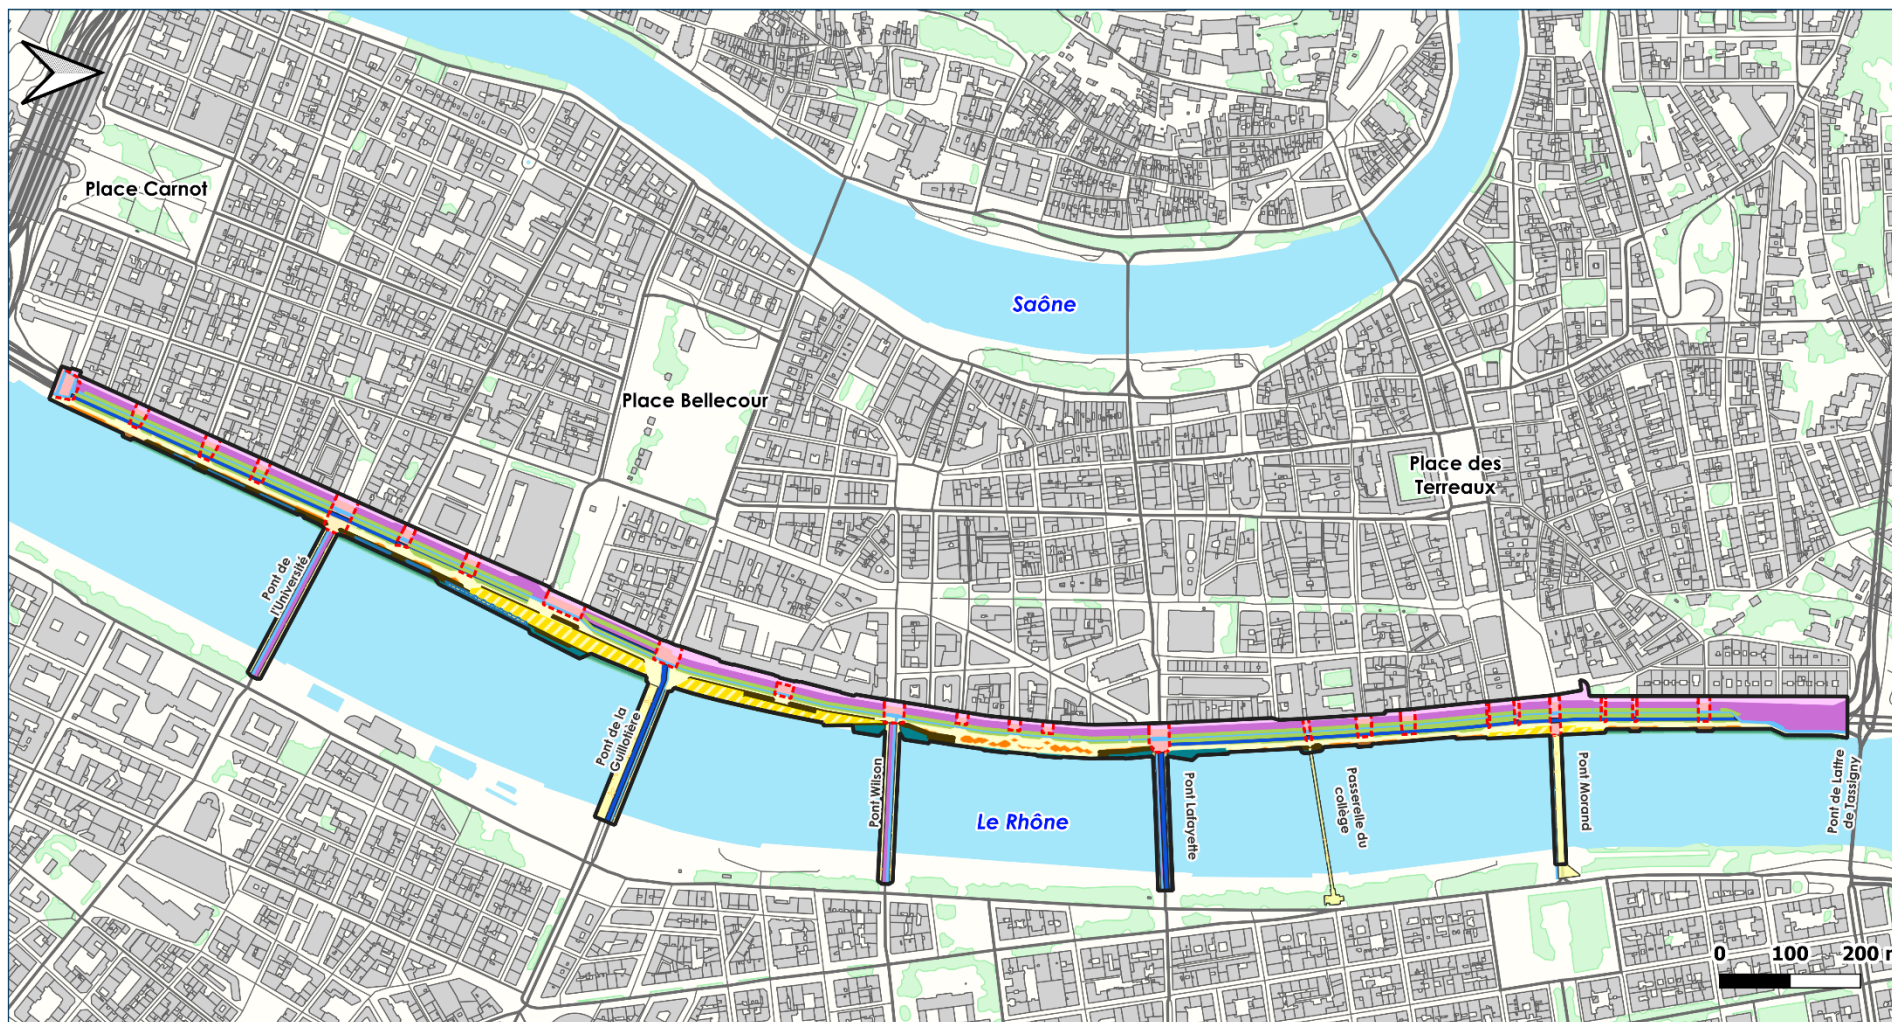 Place Carnot
Saône
Place Bellecour
Place des
Terreaux
Pont de
l'Université
Pont de la
Guillotière
Pont Wilson
Le Rhône
Pont Lafayette
Passerelle du
collège
Pont Morand
Pont de Lattre
de Tassigny
0 100 200 m